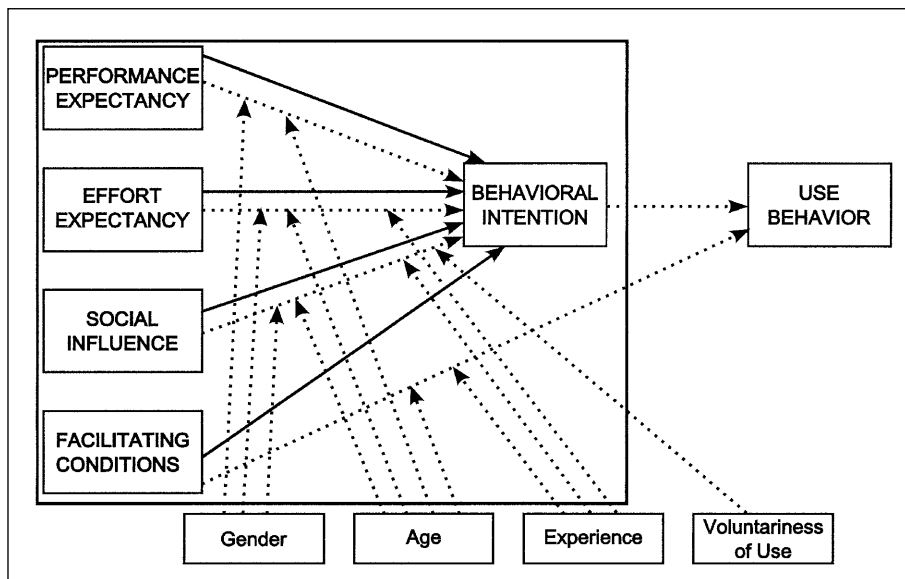 PERFORMANCE
EXPECTANCY
EFFORT
EXPECTANCY
BEHAVIORAL
INTENTION
USE
BEHAVIOR
SOCIAL
INFLUENCE
FACILITATING
CONDITIONS
Gender
Age
Experience
Voluntariness
of Use